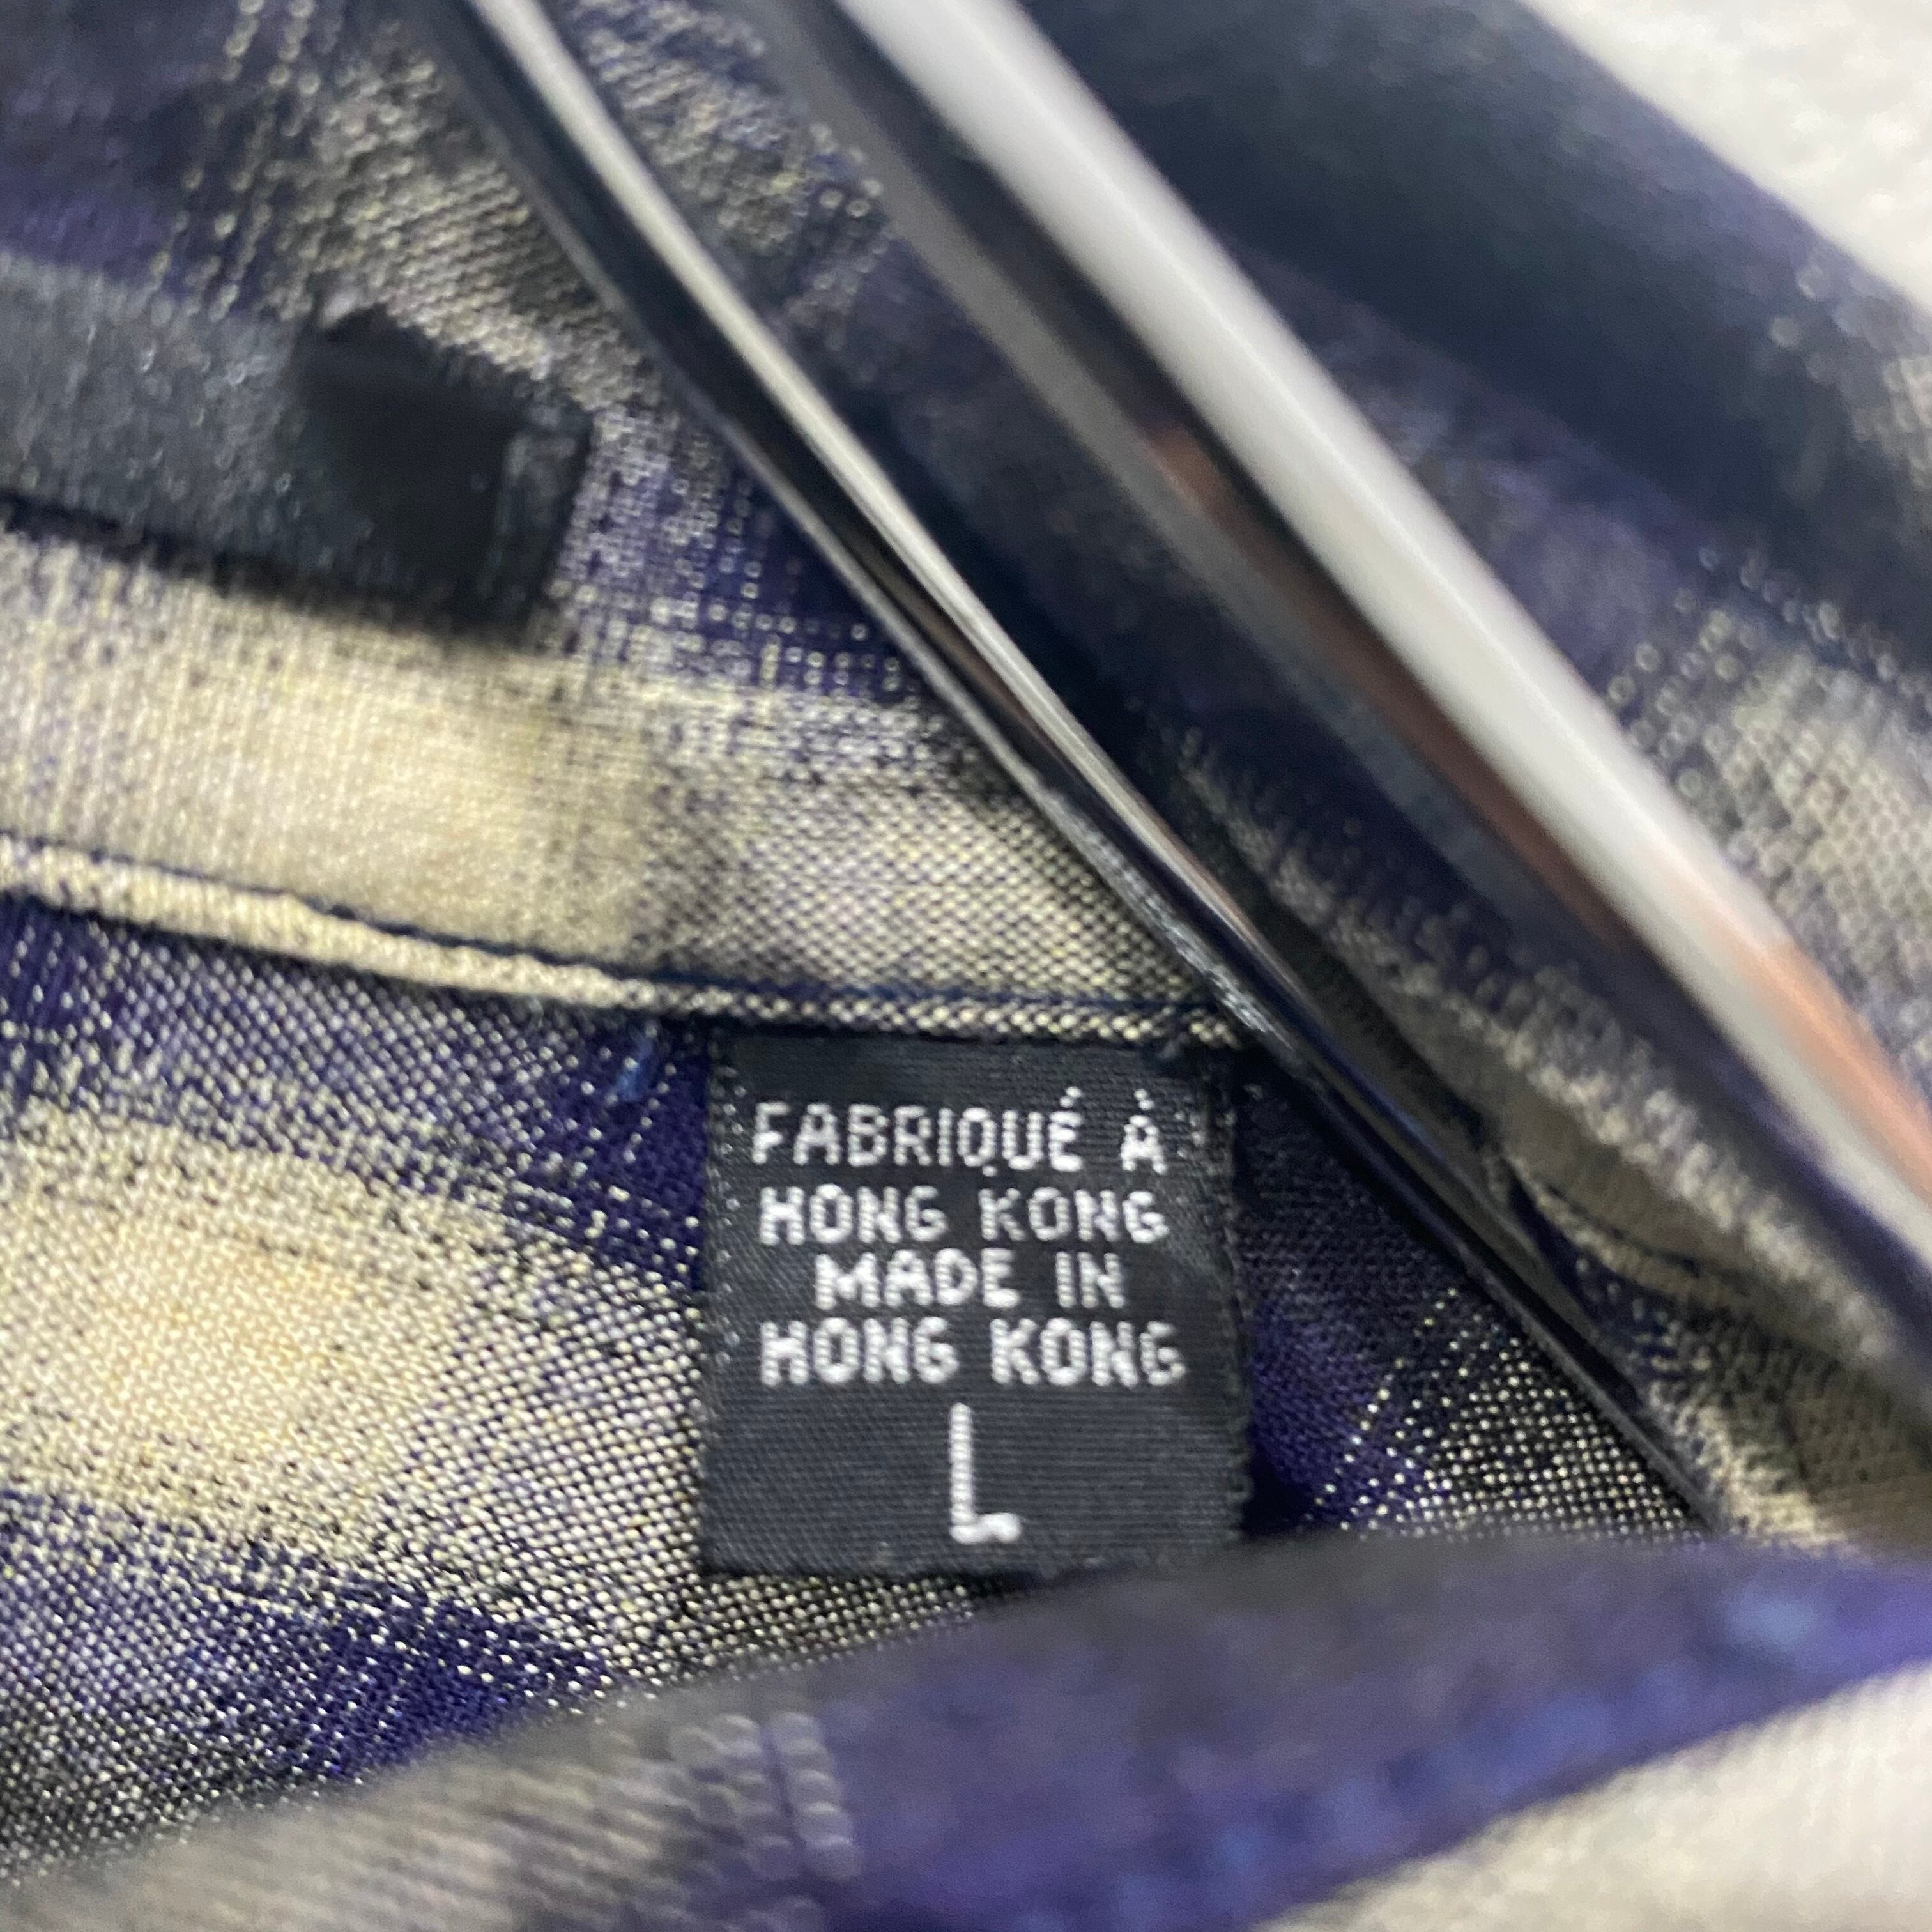 FABRIQUÉ À
HONG KONG
MADE IN
HONG KONG
L